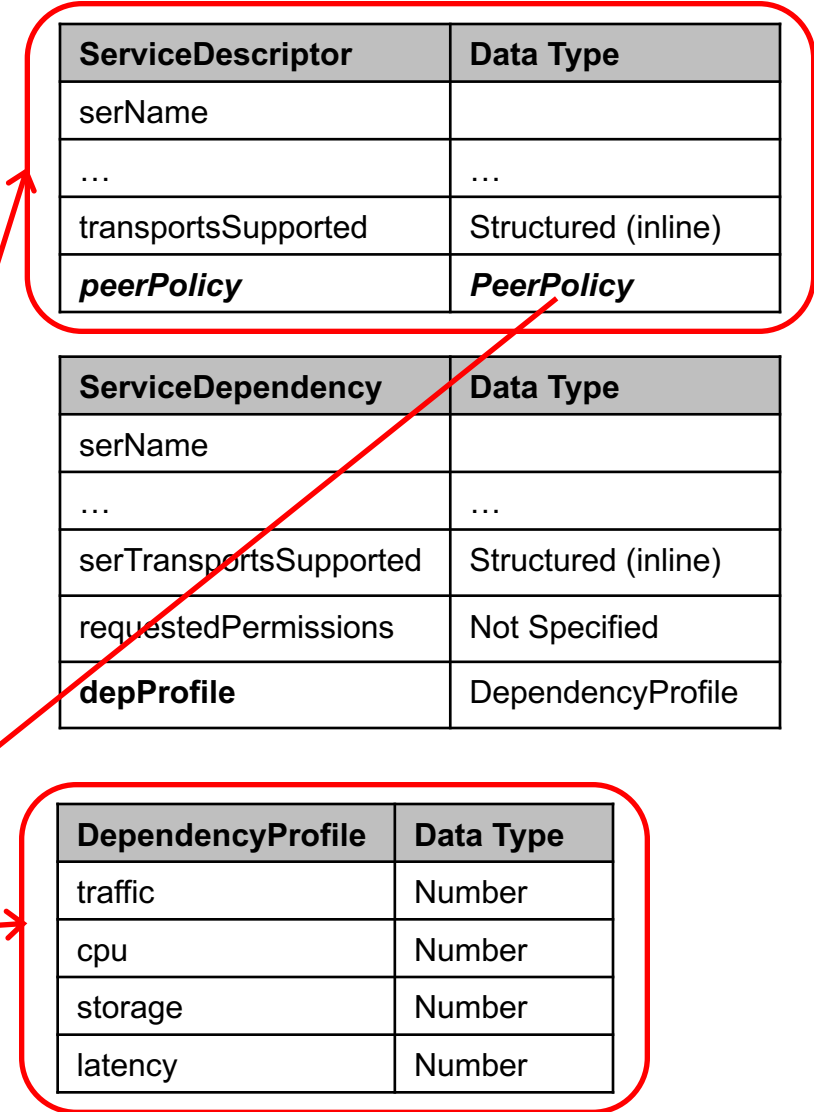 ServiceDescriptor Data Type
serName
… …
transportsSupported Structured (inline)
peerPolicy PeerPolicy
ServiceDependency Data Type
serName
… …
serTransportsSupported Structured (inline)
requestedPermissions Not Specified
depProfile DependencyProfile
DependencyProfile Data Type
traffic Number
cpu Number
storage Number
latency Number